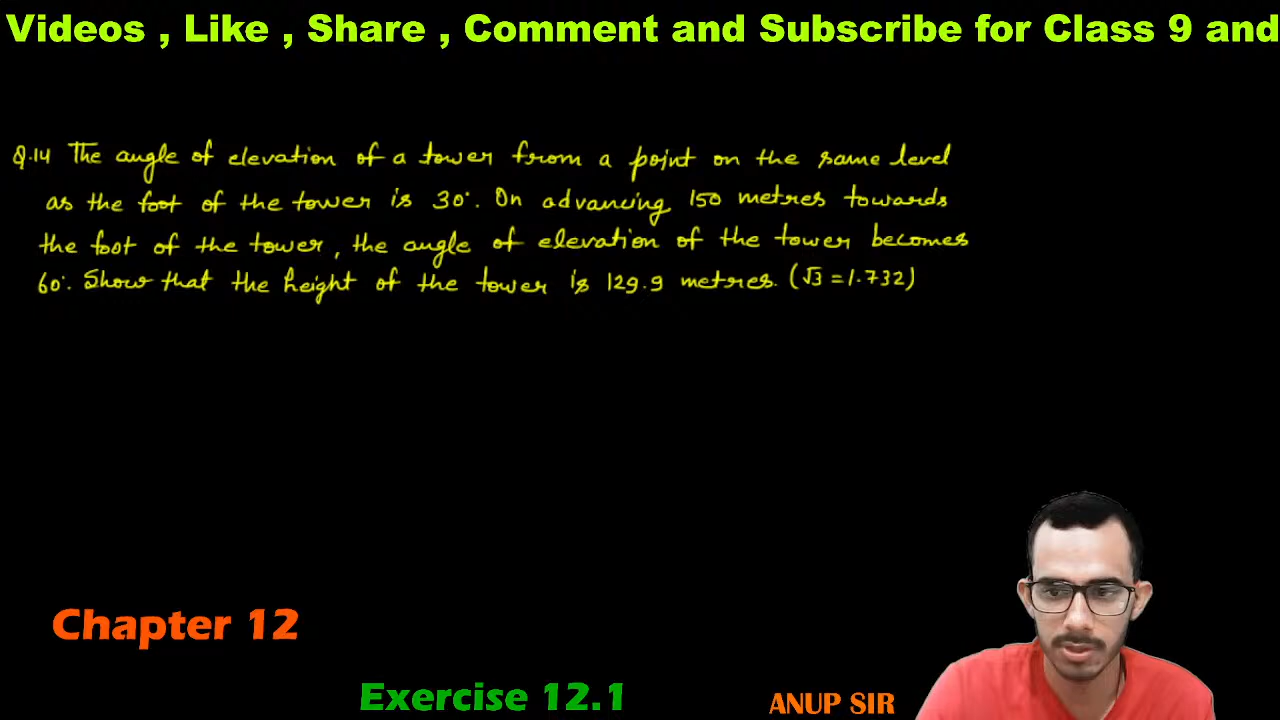 Videos , Like , Share , Comment and Subscribe for Class 9 and
Q.14 The angle of elevation of a tower from a point on the same level
as the foot of the tower is 30°. On advancing 150 metres towards
the foot of the tower, the angle of elevation of the tower becomes
60°. Show that the height of the tower is 129.9 metres. (√3 = 1.732)
Chapter 12
Exercise 12.1
ANUP SIR